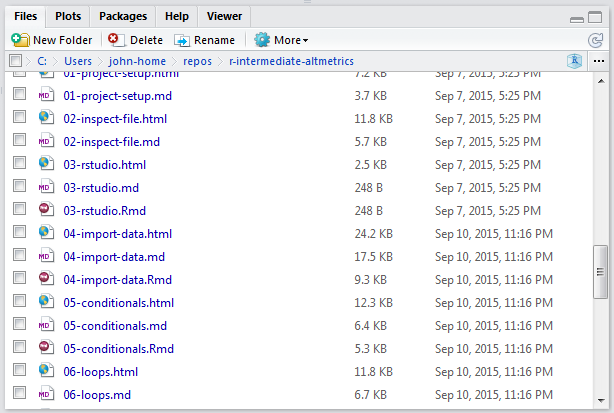 Files Plots Packages Help Viewer
New Folder Delete Rename More
C: Users john-home repos r-intermediate-altmetrics R ...
01-project-setup.html 7.2 KB Sep 7, 2015, 5:25 PM
MD 01-project-setup.md 3.7 KB Sep 7, 2015, 5:25 PM
02-inspect-file.html 11.8 KB Sep 7, 2015, 5:25 PM
MD 02-inspect-file.md 5.7 KB Sep 7, 2015, 5:25 PM
03-rstudio.html 2.5 KB Sep 7, 2015, 5:25 PM
MD 03-rstudio.md 248 B Sep 7, 2015, 5:25 PM
03-rstudio.Rmd 248 B Sep 7, 2015, 5:25 PM
04-import-data.html 24.2 KB Sep 10, 2015, 11:16 PM
MD 04-import-data.md 17.5 KB Sep 10, 2015, 11:16 PM
04-import-data.Rmd 9.3 KB Sep 10, 2015, 11:16 PM
05-conditionals.html 12.3 KB Sep 10, 2015, 11:16 PM
MD 05-conditionals.md 6.4 KB Sep 10, 2015, 11:16 PM
05-conditionals.Rmd 5.3 KB Sep 10, 2015, 11:16 PM
06-loops.html 11.8 KB Sep 10, 2015, 11:16 PM
MD 06-loops.md 6.7 KB Sep 10, 2015, 11:16 PM